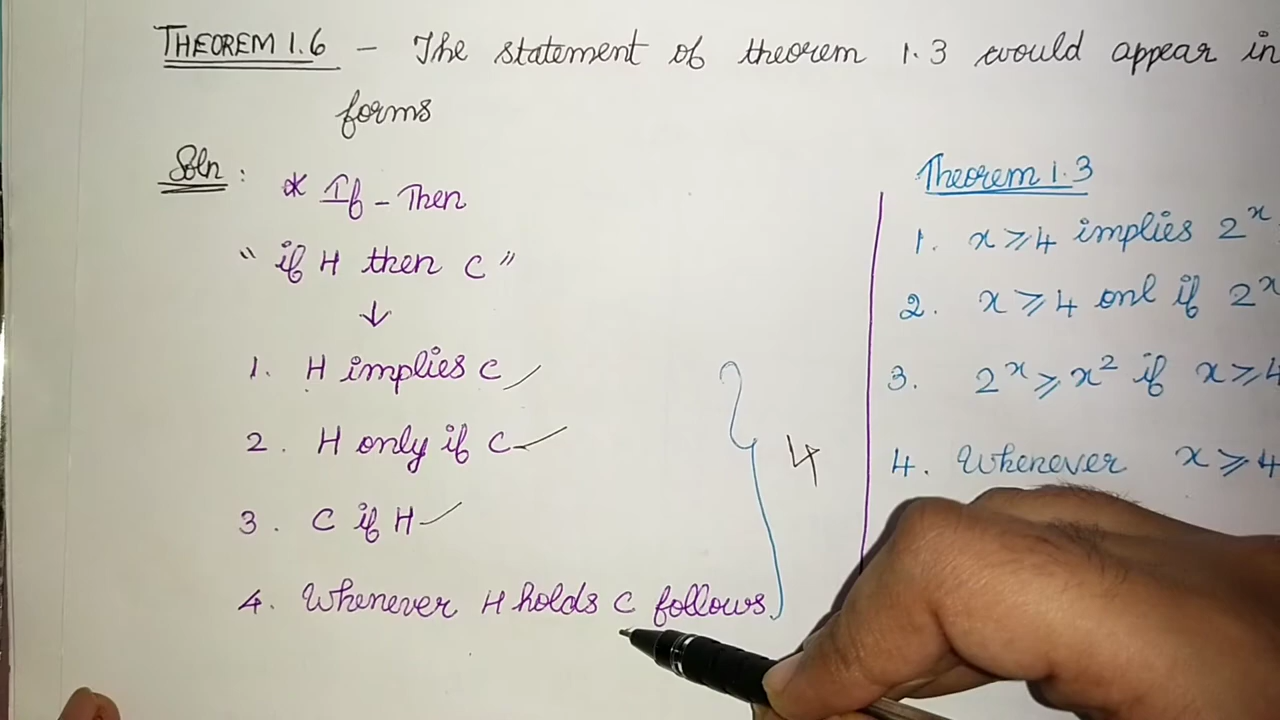 THEOREM 1.6 - The statement of theorem 1.3 would appear in
forms
Soln :
* If - Then
"if H then C"
↓
1. H implies C
2. H only if C
3. C if H
4. Whenever H holds C follows.
4
Theorem 1.3
1. x ≥ 4 implies 2^x
2. x ≥ 4 onl if 2^x
3. 2^x ≥ x^2 if x ≥ 4
4. Whenever x ≥ 4